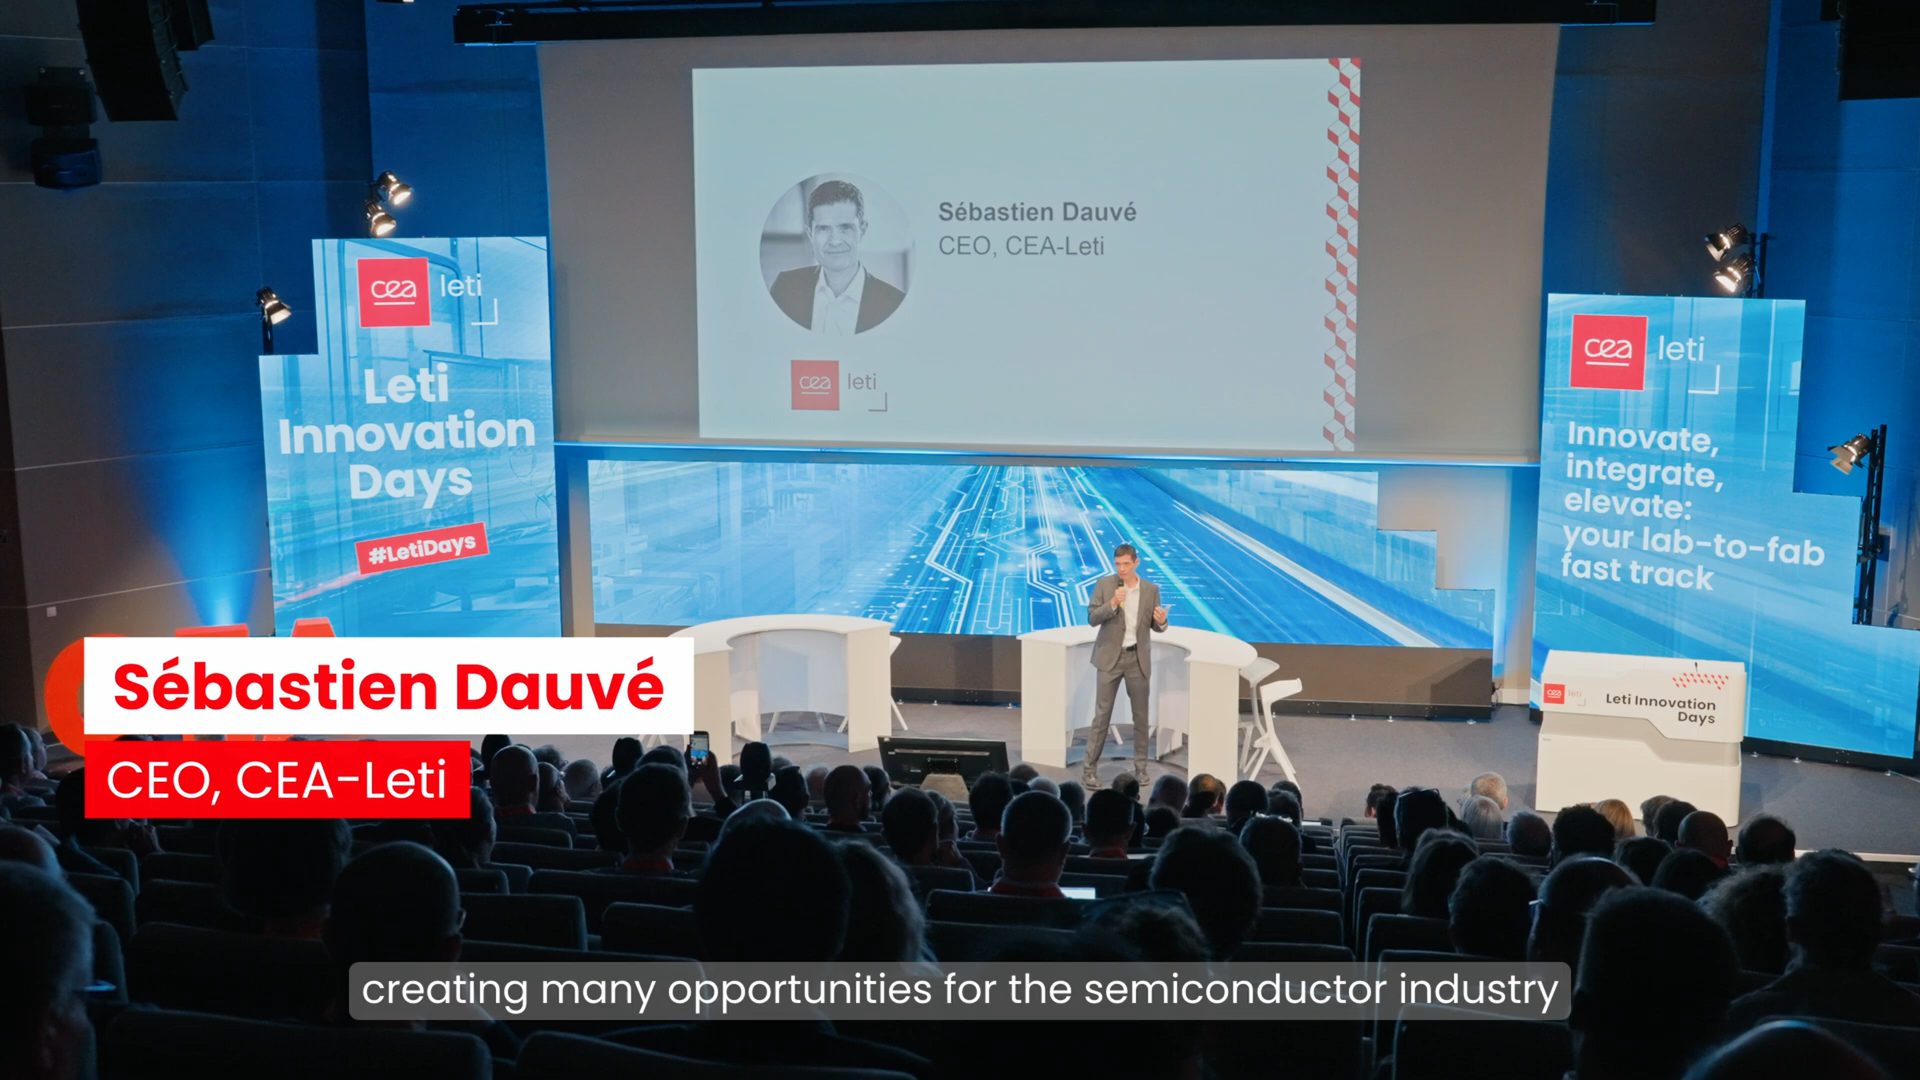 Sébastien Dauvé
CEO, CEA-Leti
cea leti
cea leti
Leti
Innovation
Days
#LetiDays
cea leti
Innovate,
integrate,
elevate:
your lab-to-fab
fast track
cea leti
Leti Innovation
Days
Sébastien Dauvé
CEO, CEA-Leti
creating many opportunities for the semiconductor industry